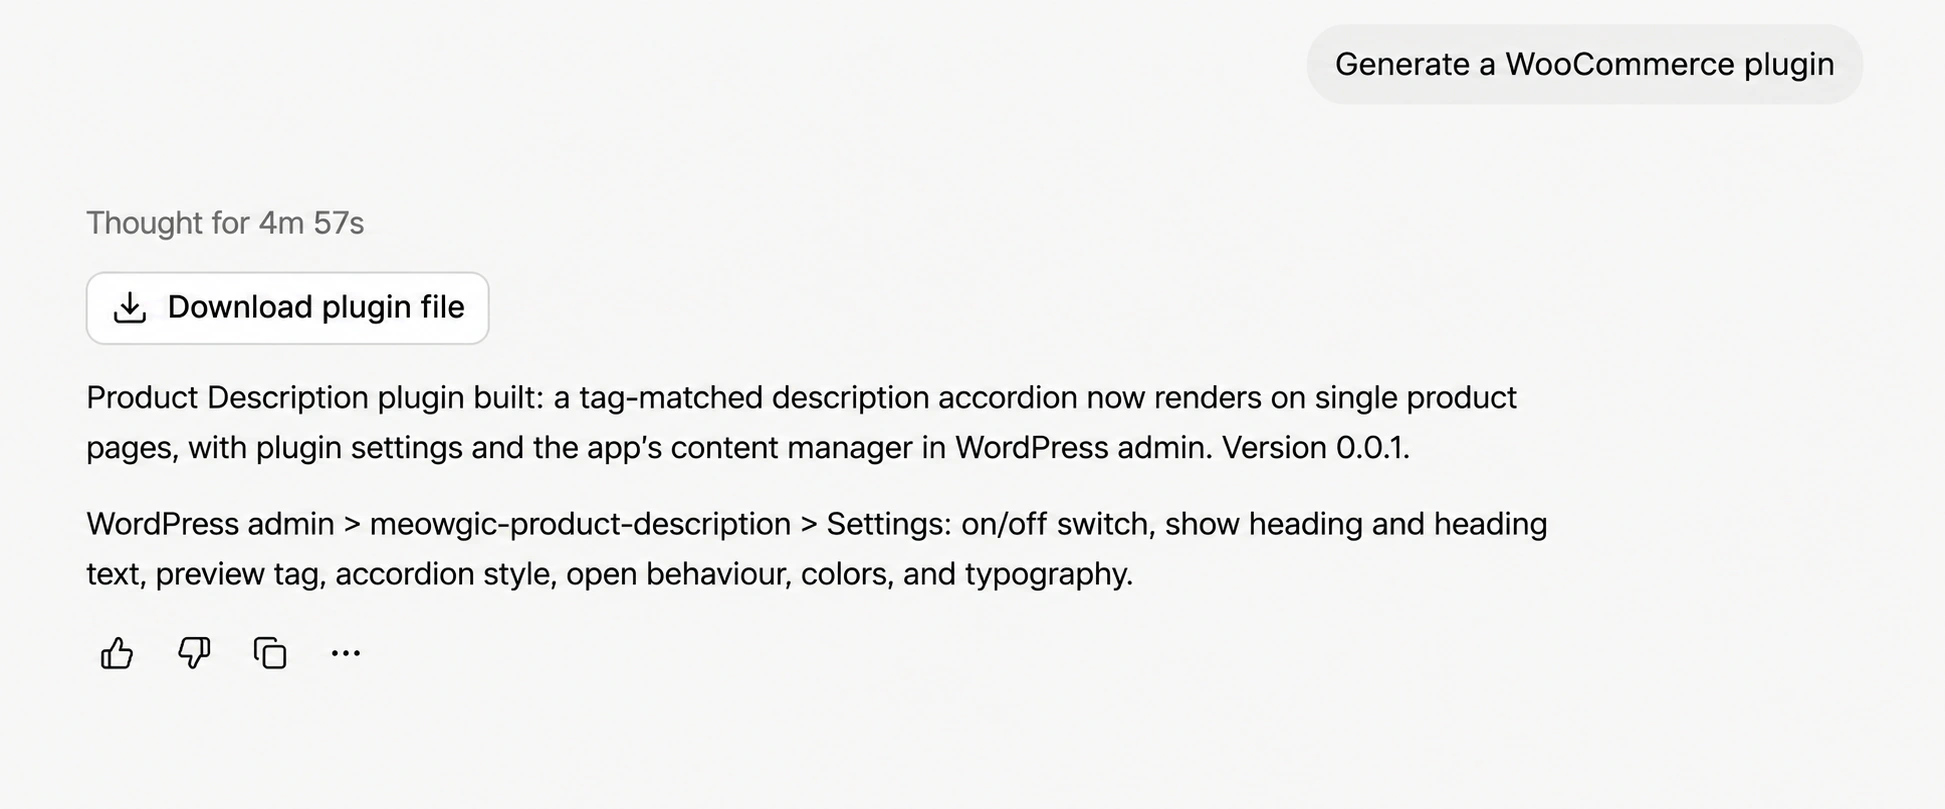 Generate a WooCommerce plugin
Thought for 4m 57s
Download plugin file
Product Description plugin built: a tag-matched description accordion now renders on single product
pages, with plugin settings and the app’s content manager in WordPress admin. Version 0.0.1.
WordPress admin > meowgic-product-description > Settings: on/off switch, show heading and heading
text, preview tag, accordion style, open behaviour, colors, and typography.